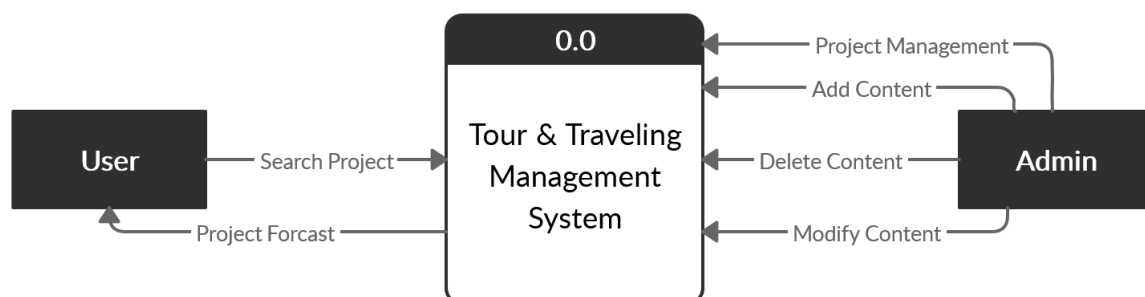 0.0
Project Management
Add Content
Tour & Traveling
Management
System
User
Search Project
Delete Content
Admin
Project Forcast
Modify Content